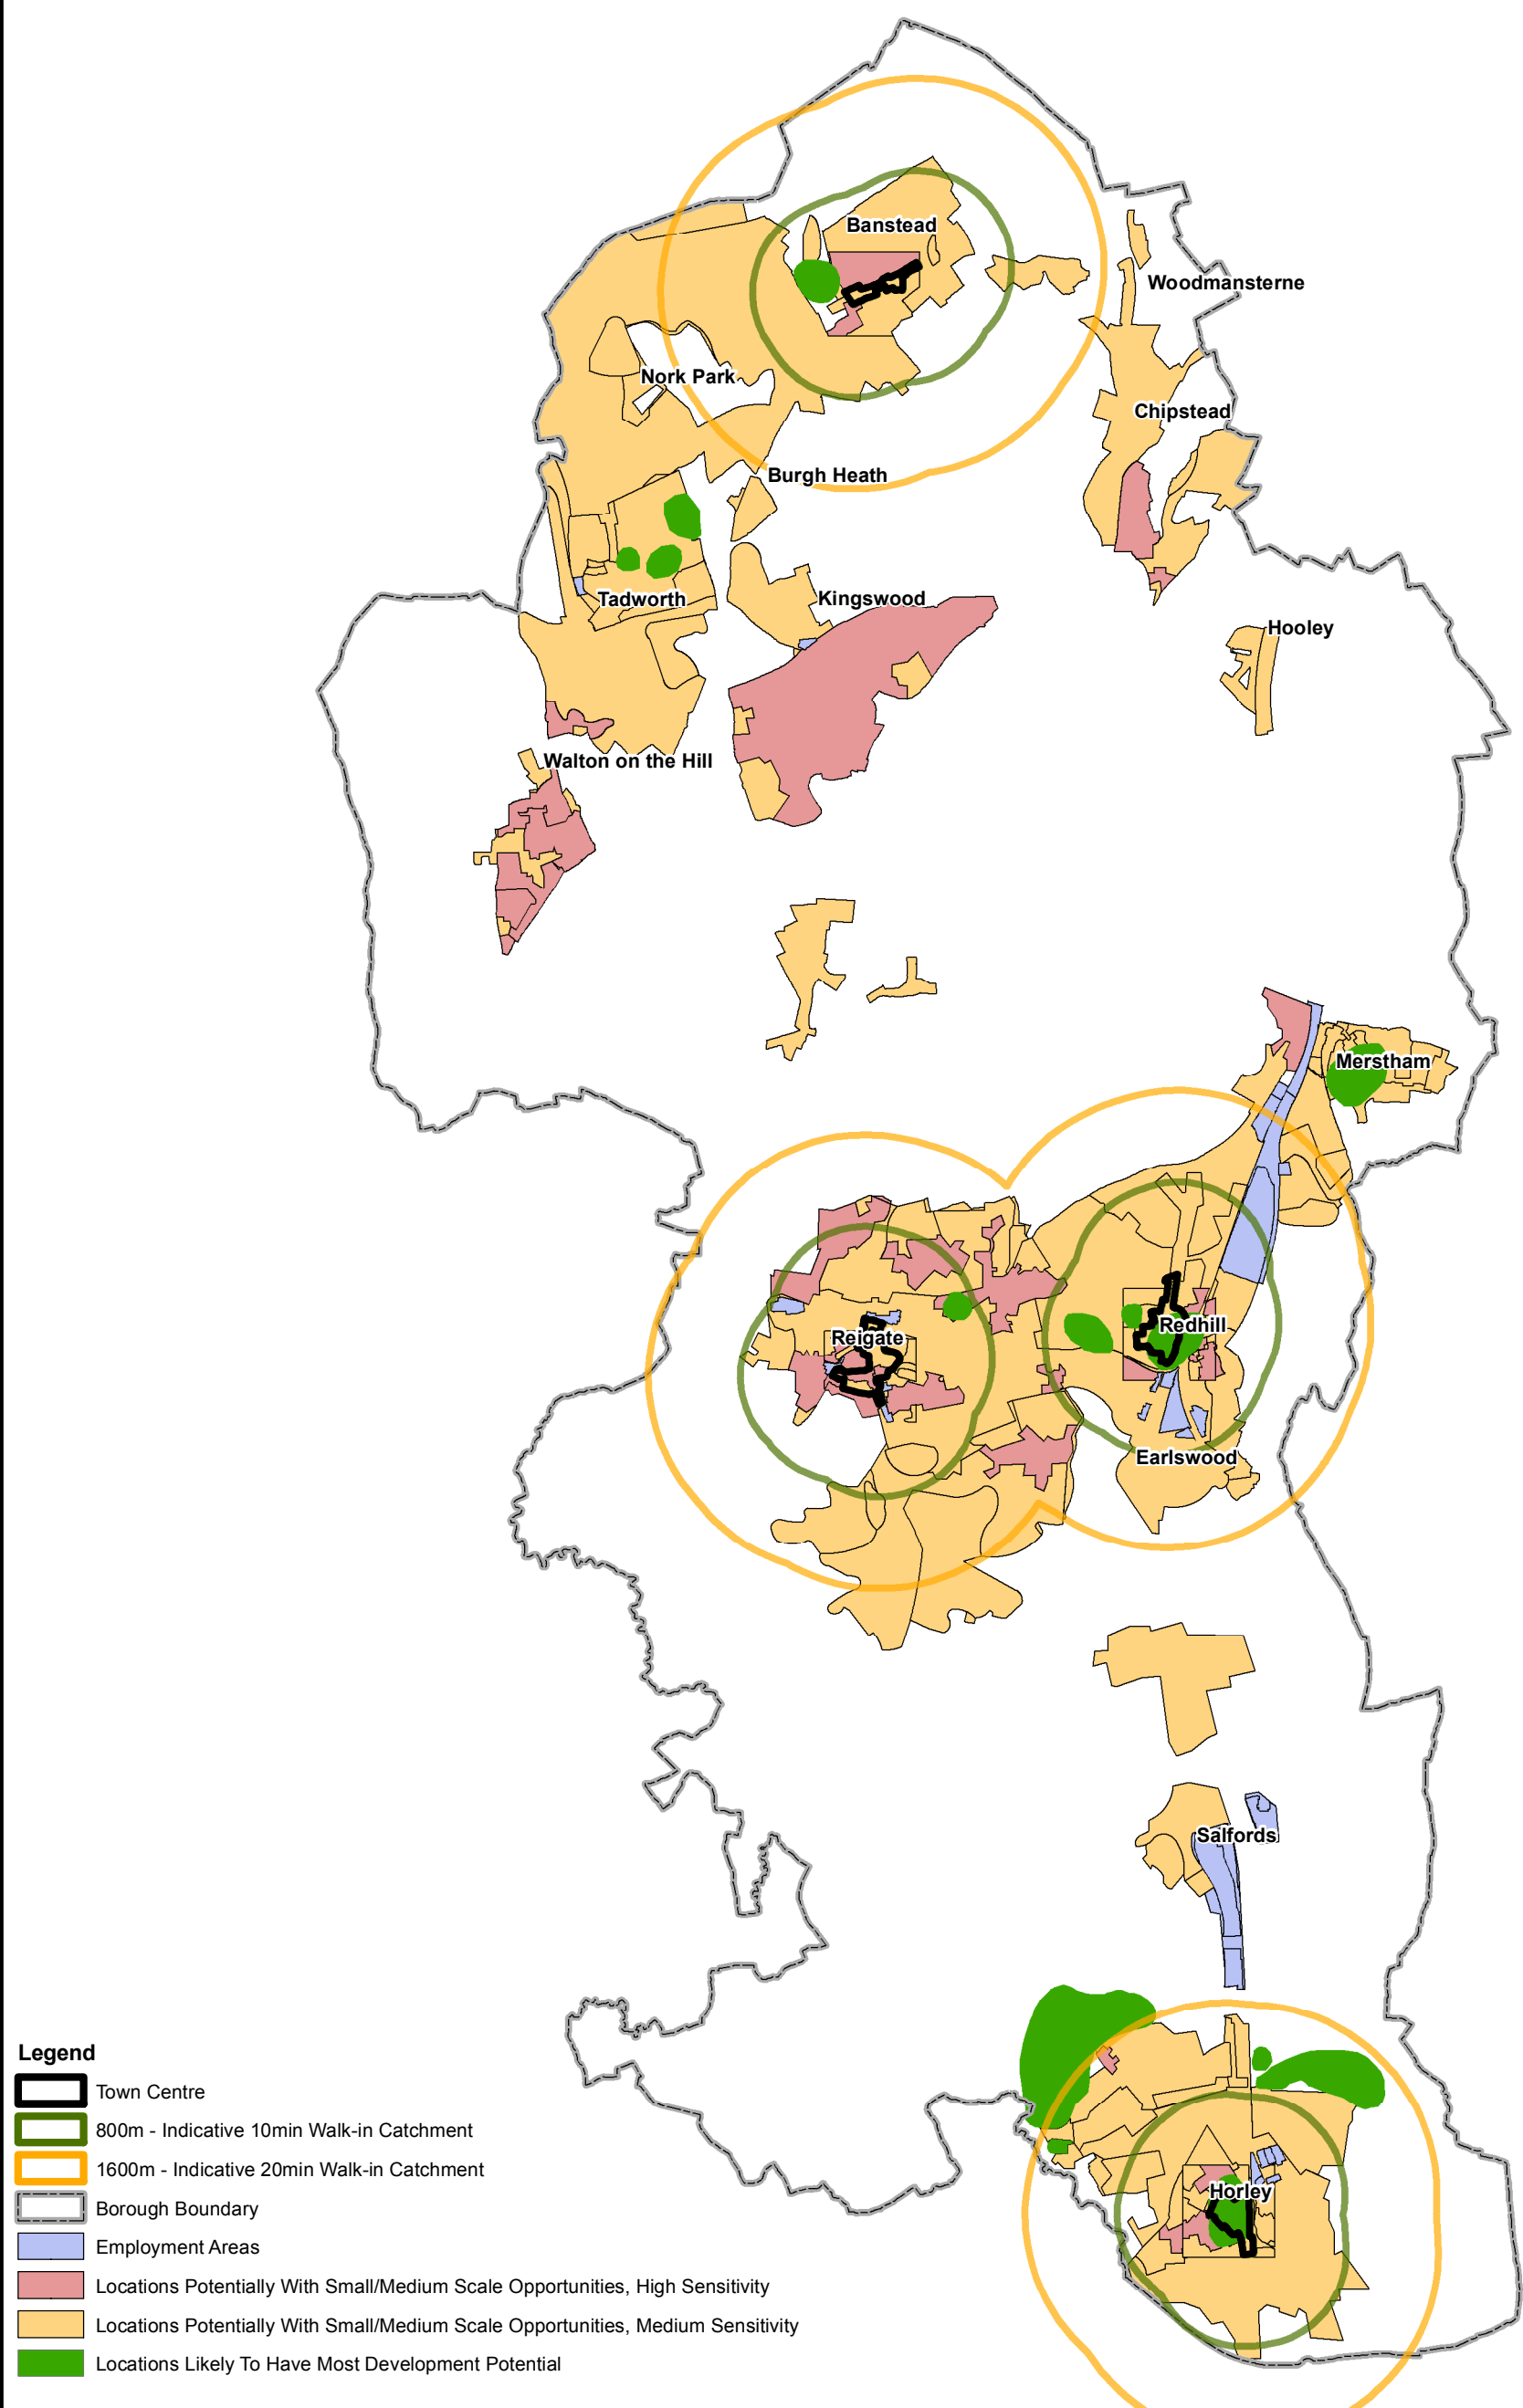 Banstead
Woodmansterne
Nork Park
Chipstead
Burgh Heath
Tadworth
Kingswood
Hooley
Walton on the Hill
Merstham
Redhill
Reigate
Earlswood
Salfords
Horley
Legend
Town Centre
800m - Indicative 10min Walk-in Catchment
1600m - Indicative 20min Walk-in Catchment
Borough Boundary
Employment Areas
Locations Potentially With Small/Medium Scale Opportunities, High Sensitivity
Locations Potentially With Small/Medium Scale Opportunities, Medium Sensitivity
Locations Likely To Have Most Development Potential